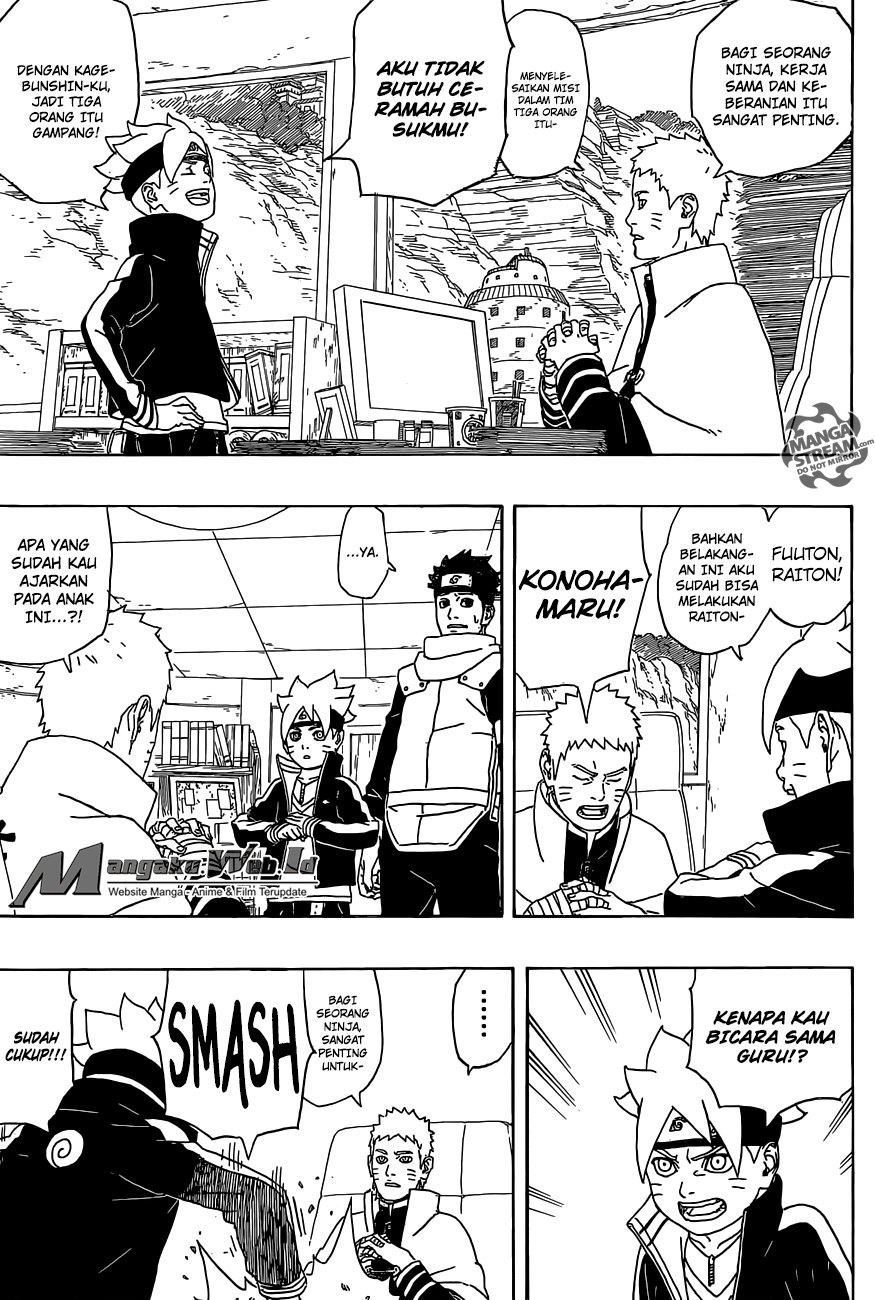 BAGI SEORANG
NINJA, KERJA
SAMA DAN KE-
BERANIAN ITU
SANGAT PENTING.
MENYELE-
SAIKAN MISI
DALAM TIM
TIGA ORANG
ITU-
AKU TIDAK
BUTUH CE-
RAMAH BU-
SUKMU!
DENGAN KAGE-
BUNSHIN-KU,
JADI TIGA
ORANG ITU
GAMPANG!
MANGA
STREAM.com
DO NOT MIRROR
FUUTON,
RAITON!
BAHKAN
BELAKANG-
AN INI AKU
SUDAH BISA
MELAKUKAN
RAITON-
KONOHA-
MARU!
...YA.
APA YANG
SUDAH KAU
AJARKAN
PADA ANAK
INI...?!
Mangaku.Web.Id
Website Manga - Anime & Film Terupdate
KENAPA KAU
BICARA SAMA
GURU!?
......
BAGI
SEORANG
NINJA,
SANGAT
PENTING
UNTUK-
SMASH
SUDAH
CUKUP!!!